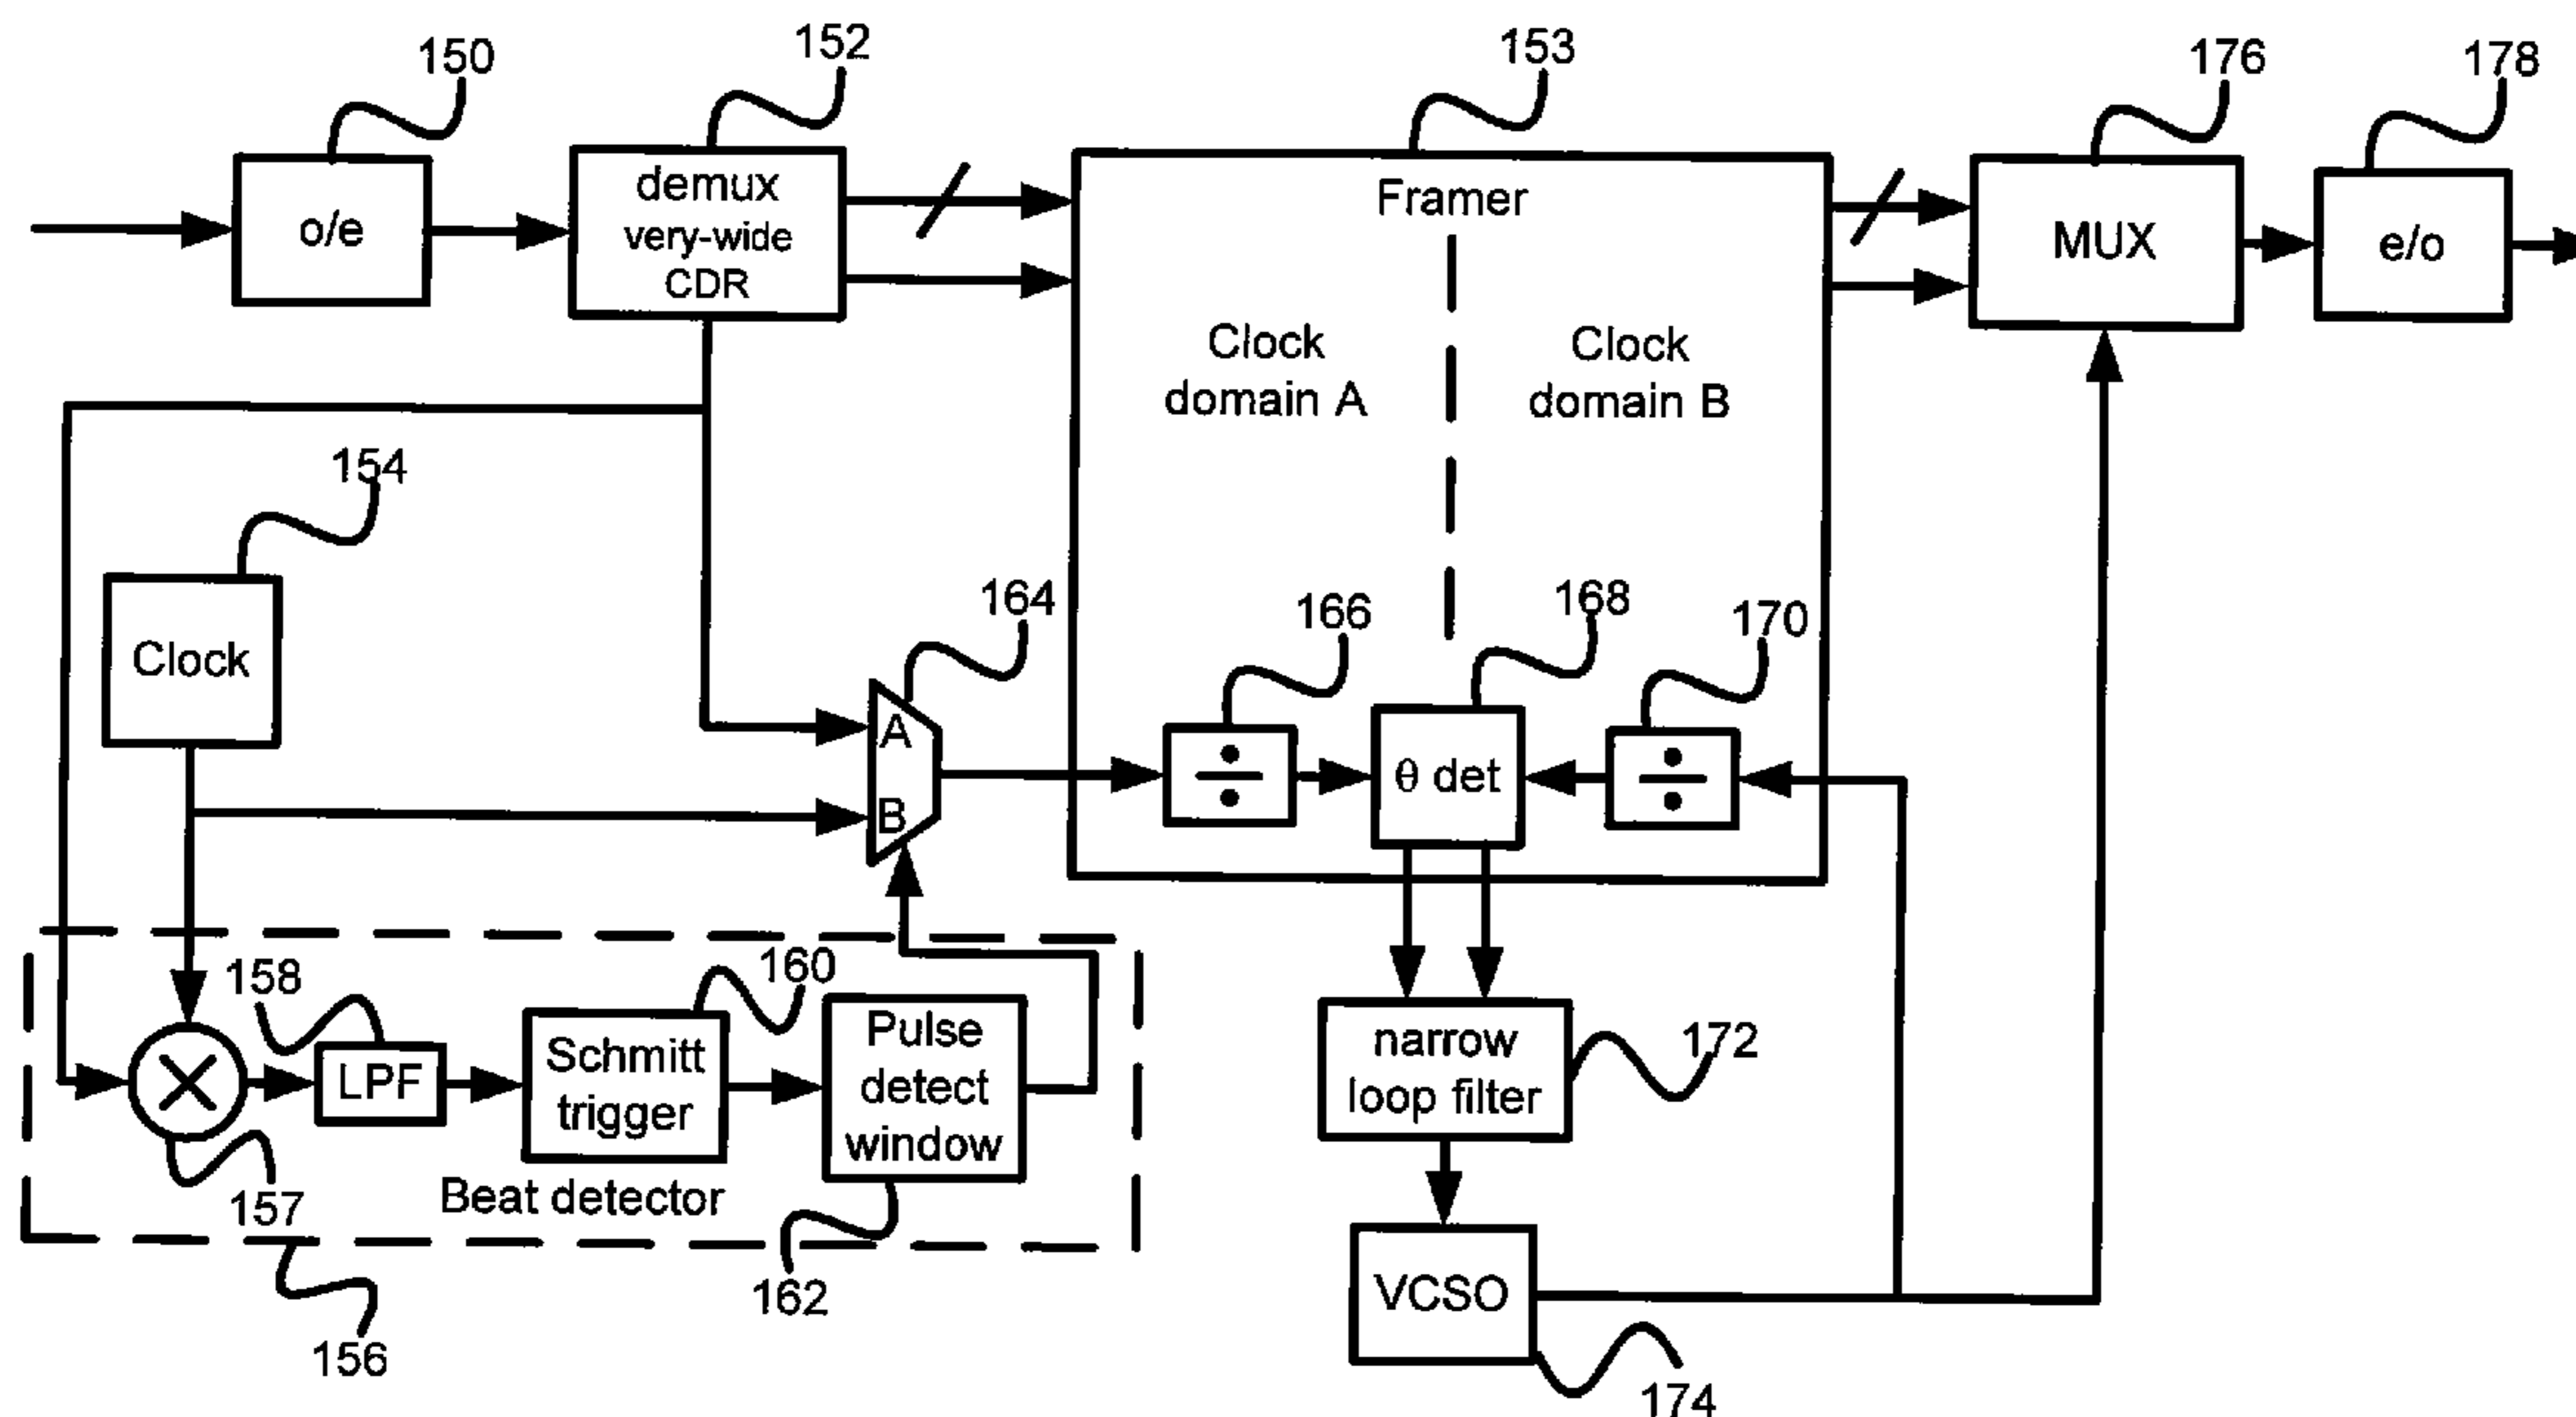 150
152
153
176
178
o/e
demux
very-wide
CDR
Framer
MUX
e/o
Clock
domain A
Clock
domain B
154
Clock
164
A
B
166
168
170
÷
θ det
÷
158
160
LPF
Schmitt
trigger
Pulse
detect
window
157
Beat detector
162
156
narrow
loop filter
172
VCSO
174